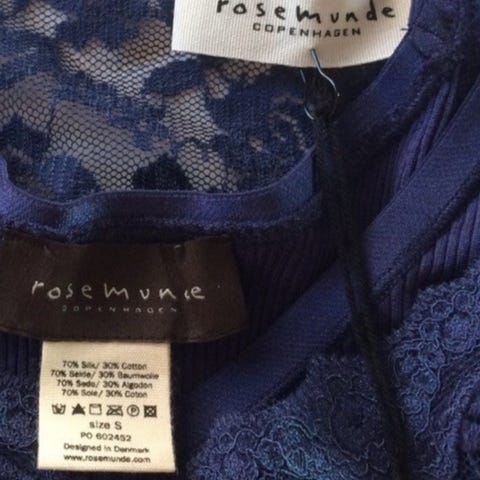 rosemunde
COPENHAGEN
rosemunde
COPENHAGEN
70% Silk/ 30% Cotton
70% Seide/ 30% Baumwolle
70% Seda/ 30% Algodon
70% Soie/ 30% Coton
size S
PO 602452
Designed in Denmark
www.rosemunde.com